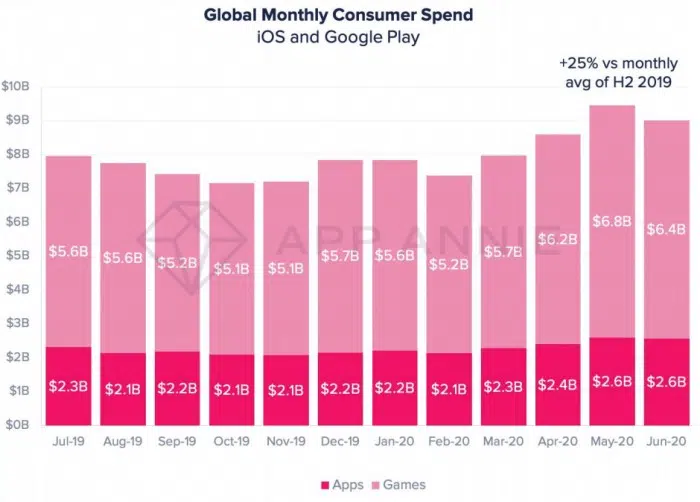 Global Monthly Consumer Spend
iOS and Google Play
+25% vs monthly
avg of H2 2019
$10B
$9B
$8B
$7B
$6B
$5B
$4B
$3B
$2B
$1B
$0B
APP ANNIE
$5.6B $5.6B $5.2B $5.1B $5.1B $5.7B $5.6B $5.2B $5.7B $6.2B $6.8B $6.4B
$2.3B $2.1B $2.2B $2.1B $2.1B $2.2B $2.2B $2.1B $2.3B $2.4B $2.6B $2.6B
Jul-19 Aug-19 Sep-19 Oct-19 Nov-19 Dec-19 Jan-20 Feb-20 Mar-20 Apr-20 May-20 Jun-20
Apps Games